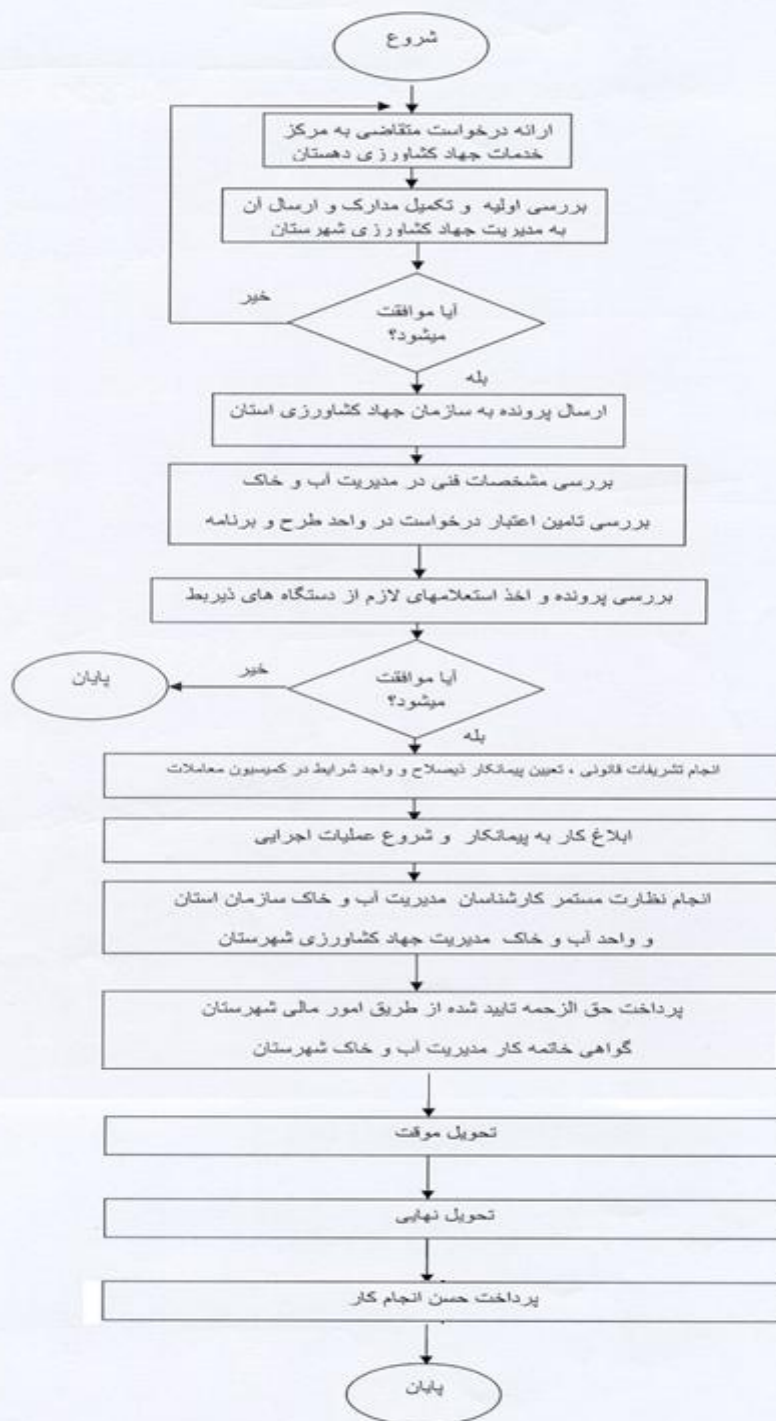 شروع
ارائه درخواست متقاضی به مرکز
خدمات جهاد کشاورزی دهستان
بررسی اولیه و تکمیل مدارک و ارسال آن
به مدیریت جهاد کشاورزی شهرستان
آیا موافقت
میشود؟
خیر
بله
ارسال پرونده به سازمان جهاد کشاورزی استان
بررسی مشخصات فنی در مدیریت آب و خاک
بررسی تامین اعتبار درخواست در واحد طرح و برنامه
بررسی پرونده و اخذ استعلامهای لازم از دستگاه های ذیربط
آیا موافقت
میشود؟
خیر
پایان
بله
انجام تشریفات قانونی ، تعیین پیمانکار ذیصلاح و واجد شرایط در کمیسیون معاملات
ابلاغ کار به پیمانکار و شروع عملیات اجرایی
انجام نظارت مستمر کارشناسان مدیریت آب و خاک سازمان استان
و واحد آب و خاک مدیریت جهاد کشاورزی شهرستان
پرداخت حق الزحمه تایید شده از طریق امور مالی شهرستان
گواهی خاتمه کار مدیریت آب و خاک شهرستان
تحویل موقت
تحویل نهایی
پرداخت حسن انجام کار
پایان